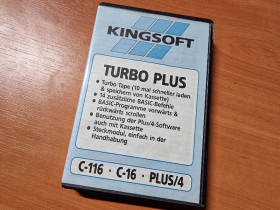 KINGSOFT
TURBO PLUS
• Turbo Tape (10 mal schneller laden
& speichern von Kassette)
• 14 zusätzliche BASIC-Befehle
• BASIC-Programme vorwärts &
rückwärts scrollen
• Benutzung der Plus/4-Software
auch mit Kassette
• Steckmodul, einfach in der
Handhabung
C-116 · C-16 · PLUS/4